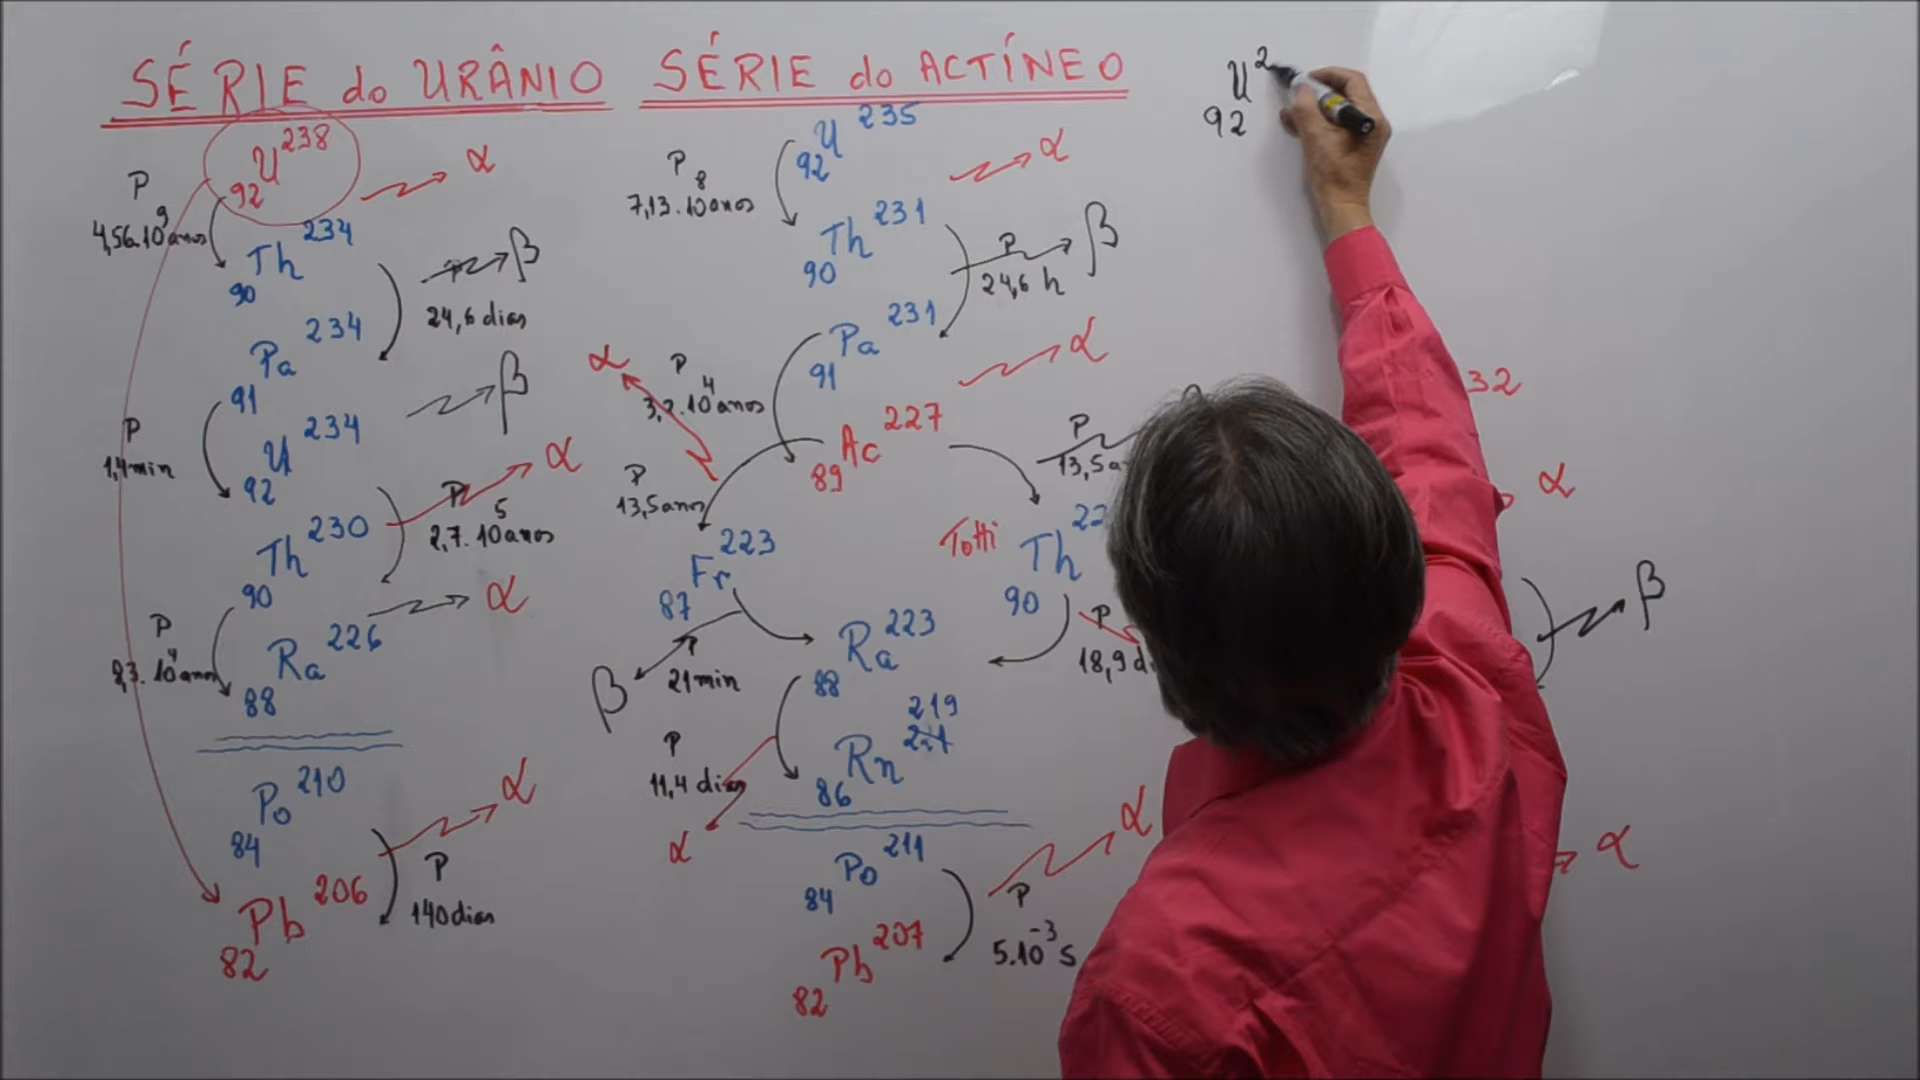 SÉRIE do URÂNIO
92 U 238
α
P
4,56.10⁹ anos
Th 234
90
β
24,6 dias
Pa 234
91
β
P
1,4 min
U 234
92
α
P
2,7.10⁵ anos
Th 230
90
α
P
10⁴ anos
Ra 226
88
Po 210
84
α
P
140 dias
Pb 206
82
SÉRIE do ACTÍNEO
92 U 235
α
P
7,13.10⁸ anos
Th 231
90
P
β
24,6 h
Pa 231
91
α
α
P
10⁴ anos
Ac 227
89
P
13,5 anos
P
13,5 a
Fr 223
87
Totti
Th 22
90
β
P
21 min
Ra 223
88
P
18,9 d
P
11,4 dias
α
219
Rn
86
Po 211
84
α
P
5.10⁻³ s
Pb 207
82
92 U 2
32
α
β
α